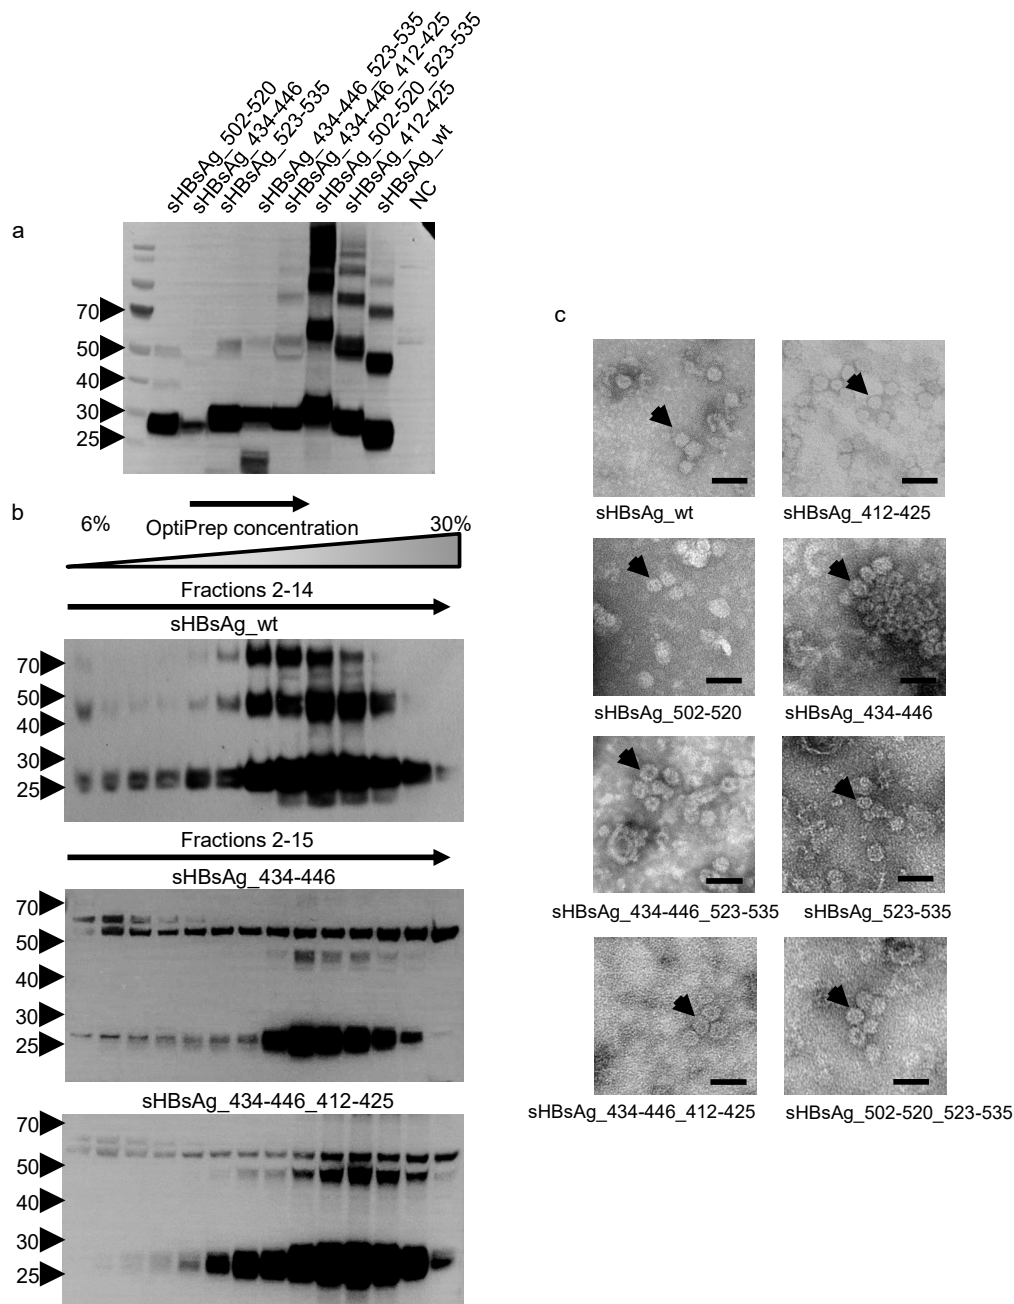 sHBsAg_502-520
sHBsAg_434-446
sHBsAg_523-535
sHBsAg_434-446_523-535
sHBsAg_434-446_412-425
sHBsAg_502-520_523-535
sHBsAg_412-425
sHBsAg_wt
NC
a
70
50
40
30
25
b
6%
OptiPrep concentration
30%
Fractions 2-14
sHBsAg_wt
70
50
40
30
25
Fractions 2-15
sHBsAg_434-446
70
50
40
30
25
sHBsAg_434-446_412-425
70
50
40
30
25
c
sHBsAg_wt
sHBsAg_412-425
sHBsAg_502-520
sHBsAg_434-446
sHBsAg_434-446_523-535
sHBsAg_523-535
sHBsAg_434-446_412-425
sHBsAg_502-520_523-535